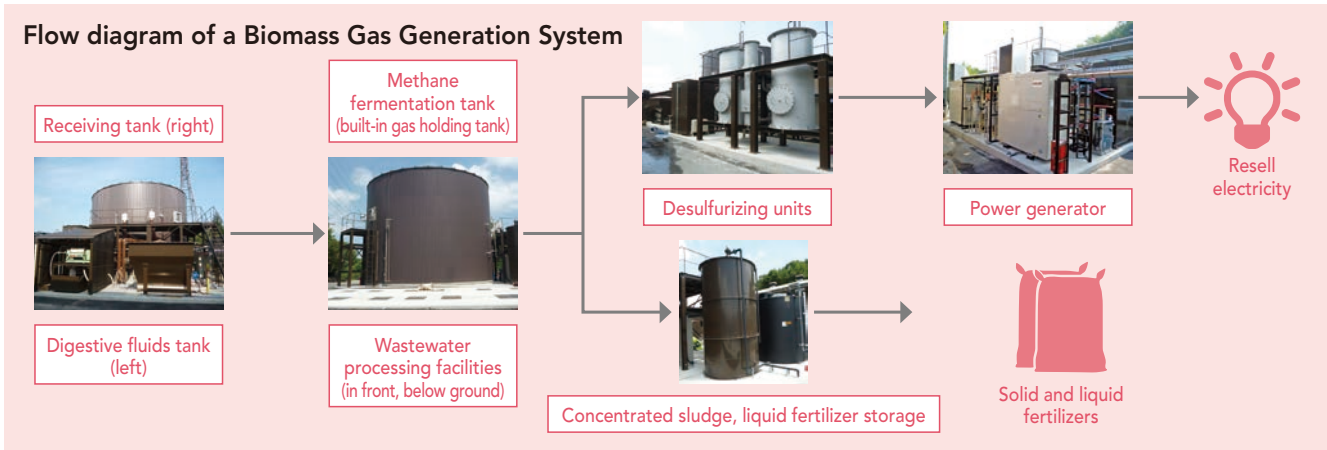 Flow diagram of a Biomass Gas Generation System
Receiving tank (right)
Digestive fluids tank
(left)
Methane
fermentation tank
(built-in gas holding tank)
Wastewater
processing facilities
(in front, below ground)
Desulfurizing units
Power generator
Resell
electricity
Concentrated sludge, liquid fertilizer storage
Solid and liquid
fertilizers